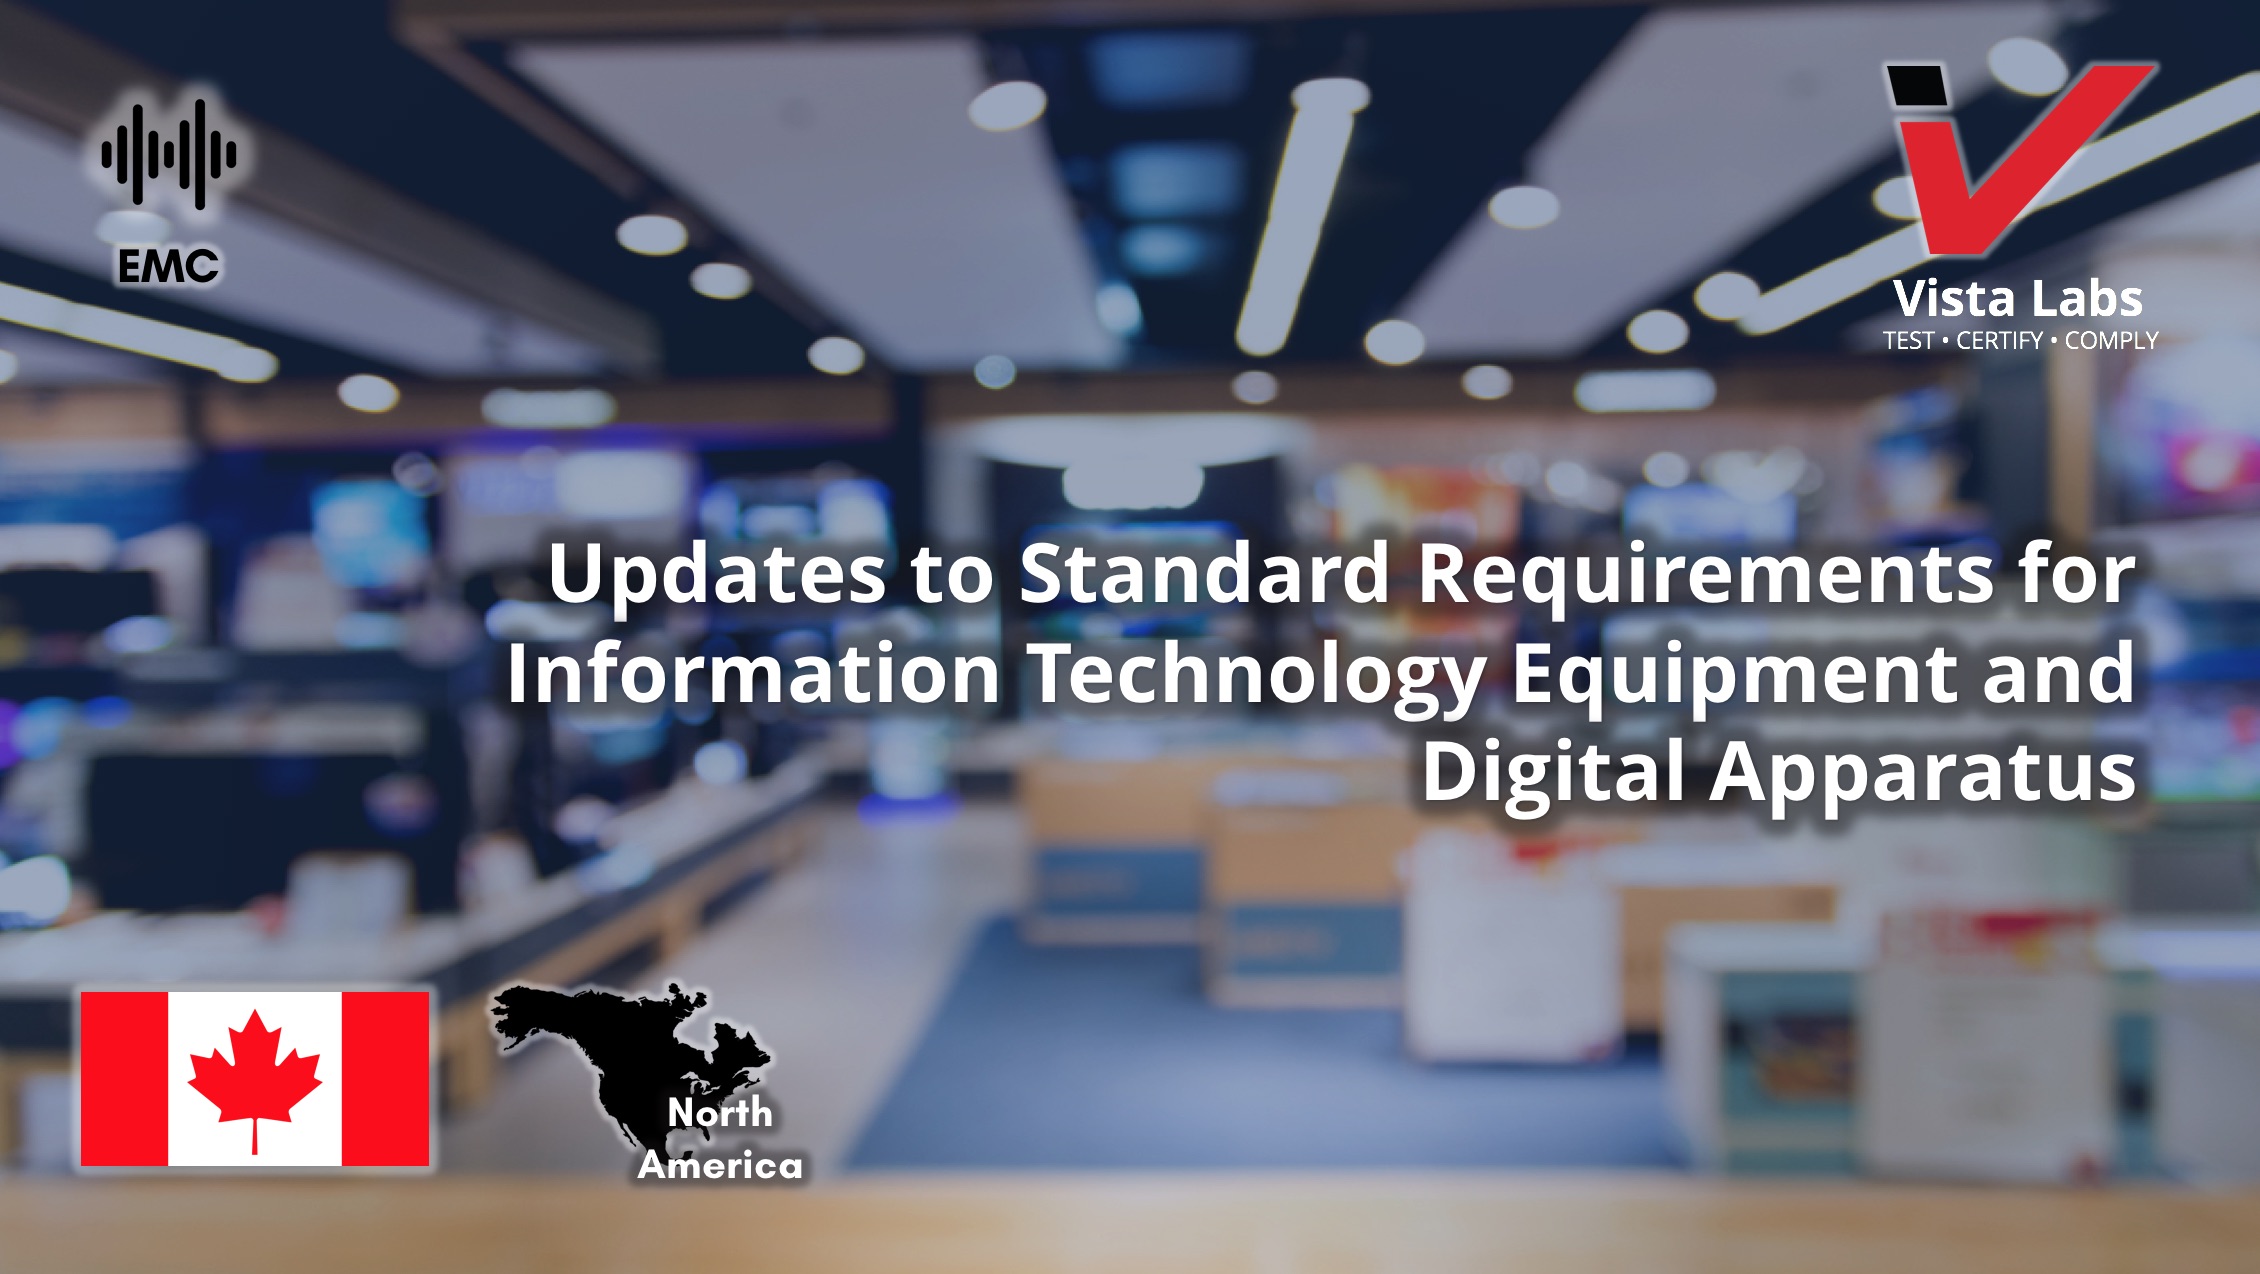 EMC
Vista Labs
TEST • CERTIFY • COMPLY
Updates to Standard Requirements for
Information Technology Equipment and
Digital Apparatus
North
America